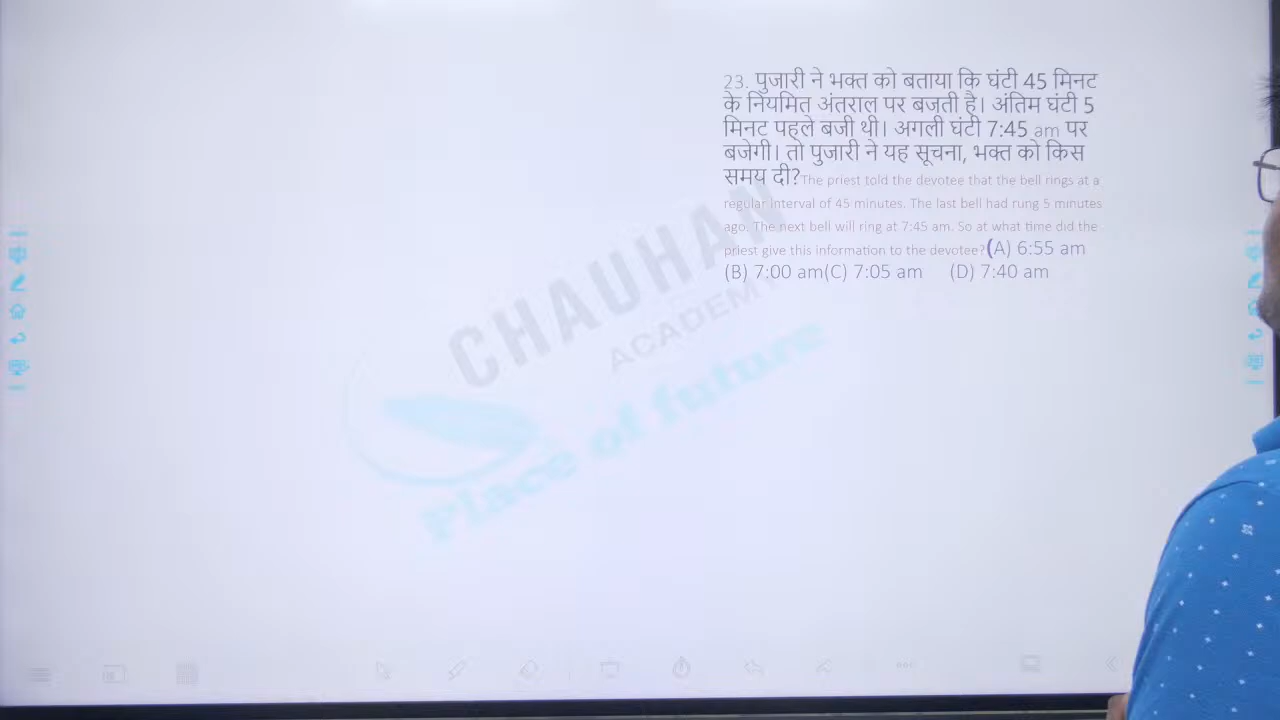 23. पुजारी ने भक्त को बताया कि घंटी 45 मिनट
के नियमित अंतराल पर बजती है। अंतिम घंटी 5
मिनट पहले बजी थी। अगली घंटी 7:45 am पर
बजेगी। तो पुजारी ने यह सूचना, भक्त को किस
समय दी?The priest told the devotee that the bell rings at a
regular interval of 45 minutes. The last bell had rung 5 minutes
ago. The next bell will ring at 7:45 am. So at what time did the
priest give this information to the devotee?(A) 6:55 am
(B) 7:00 am(C) 7:05 am (D) 7:40 am
CHAUHAN
ACADEMY
Place of future